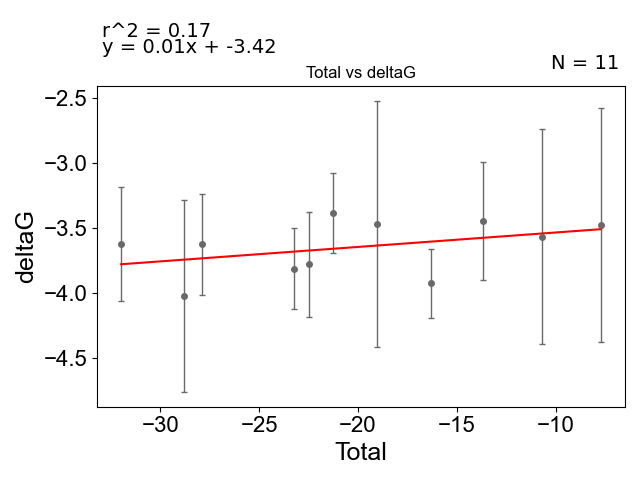 r^2 = 0.17
y = 0.01x + -3.42
N = 11
Total vs deltaG
−2.5
−3.0
−3.5
−4.0
−4.5
deltaG
−30
−25
−20
−15
−10
Total